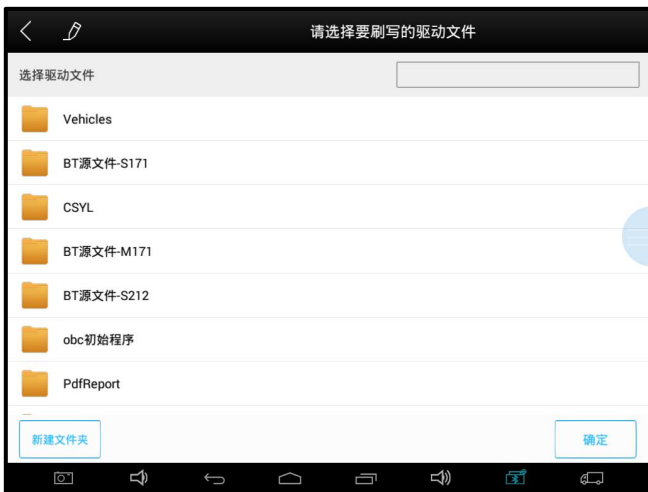 请选择要刷写的驱动文件
选择驱动文件
Vehicles
BT源文件-S171
CSYL
BT源文件-M171
BT源文件-S212
obc初始程序
PdfReport
新建文件夹
确定